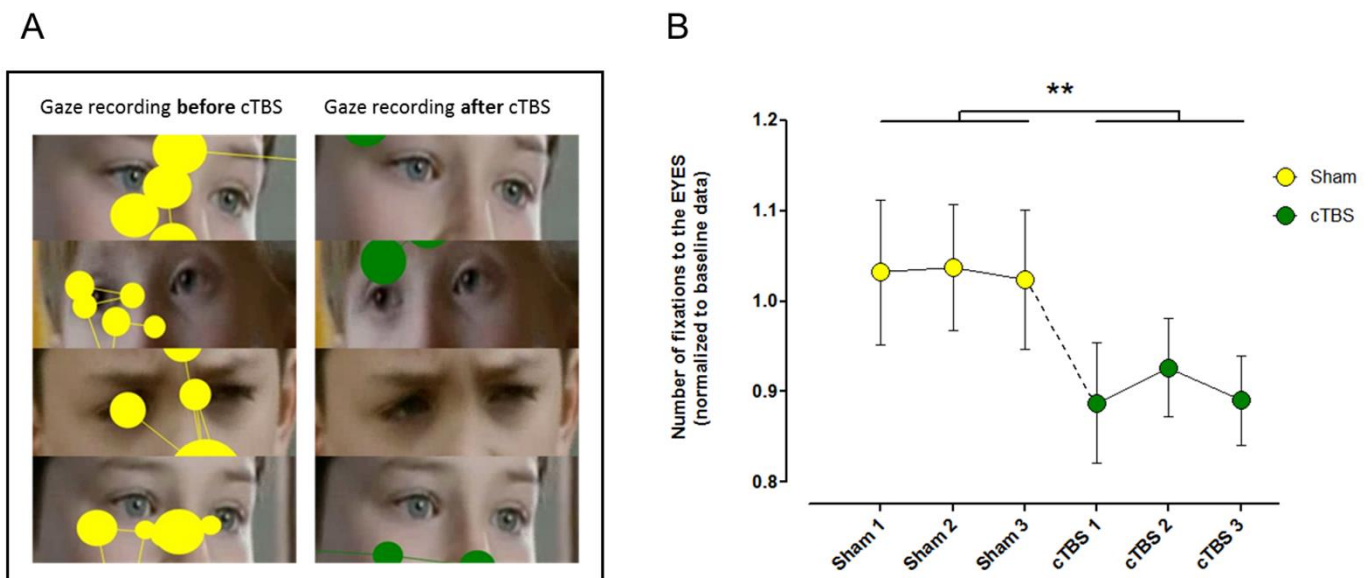 A
Gaze recording before cTBS
Gaze recording after cTBS
B
**
1.2
1.1
1.0
0.9
0.8
Number of fixations to the EYES
(normalized to baseline data)
Sham 1
Sham 2
Sham 3
cTBS 1
cTBS 2
cTBS 3
Sham
cTBS